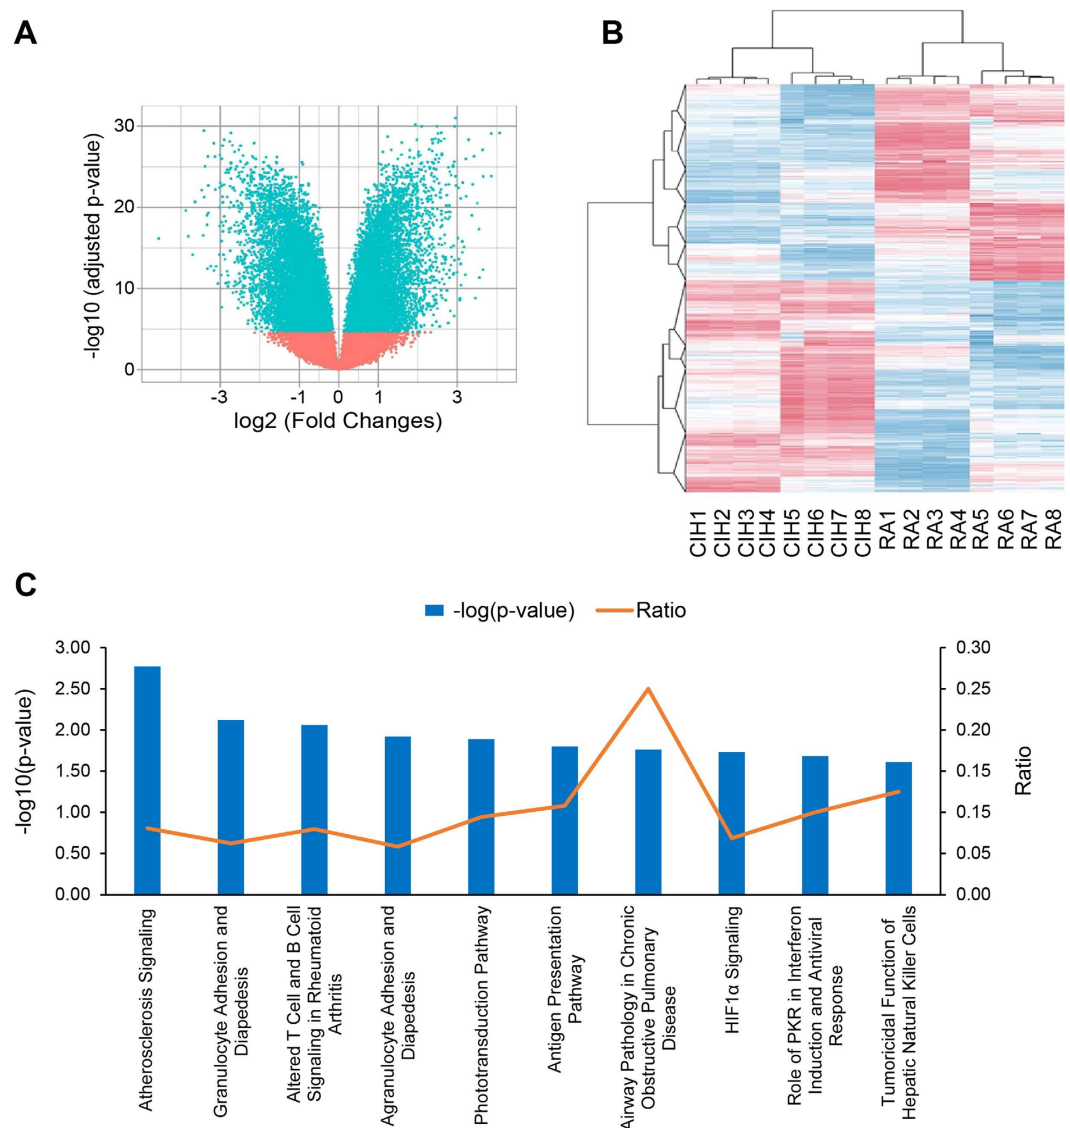 A
-log10 (adjusted p-value)
30
20
10
0
-3
-1
0
1
3
log2 (Fold Changes)
B
CIH1
CIH2
CIH3
CIH4
CIH5
CIH6
CIH7
CIH8
RA1
RA2
RA3
RA4
RA5
RA6
RA7
RA8
C
-log(p-value)
Ratio
-log10(p-value)
3.00
2.50
2.00
1.50
1.00
0.50
0.00
0.30
0.25
0.20
0.15
0.15
0.05
0.00
Ratio
Atherosclerosis Signaling
Granulocyte Adhesion and
Diapedesis
Altered T Cell and B Cell
Signaling in Rheumatoid
Arthritis
Agranulocyte Adhesion and
Diapedesis
Phototransduction Pathway
Antigen Presentation
Pathway
Airway Pathology in Chronic
Obstructive Pulmonary
Disease
HIF1α Signaling
Role of PKR in Interferon
Induction and Antiviral
Response
Tumoricidal Function of
Hepatic Natural Killer Cells